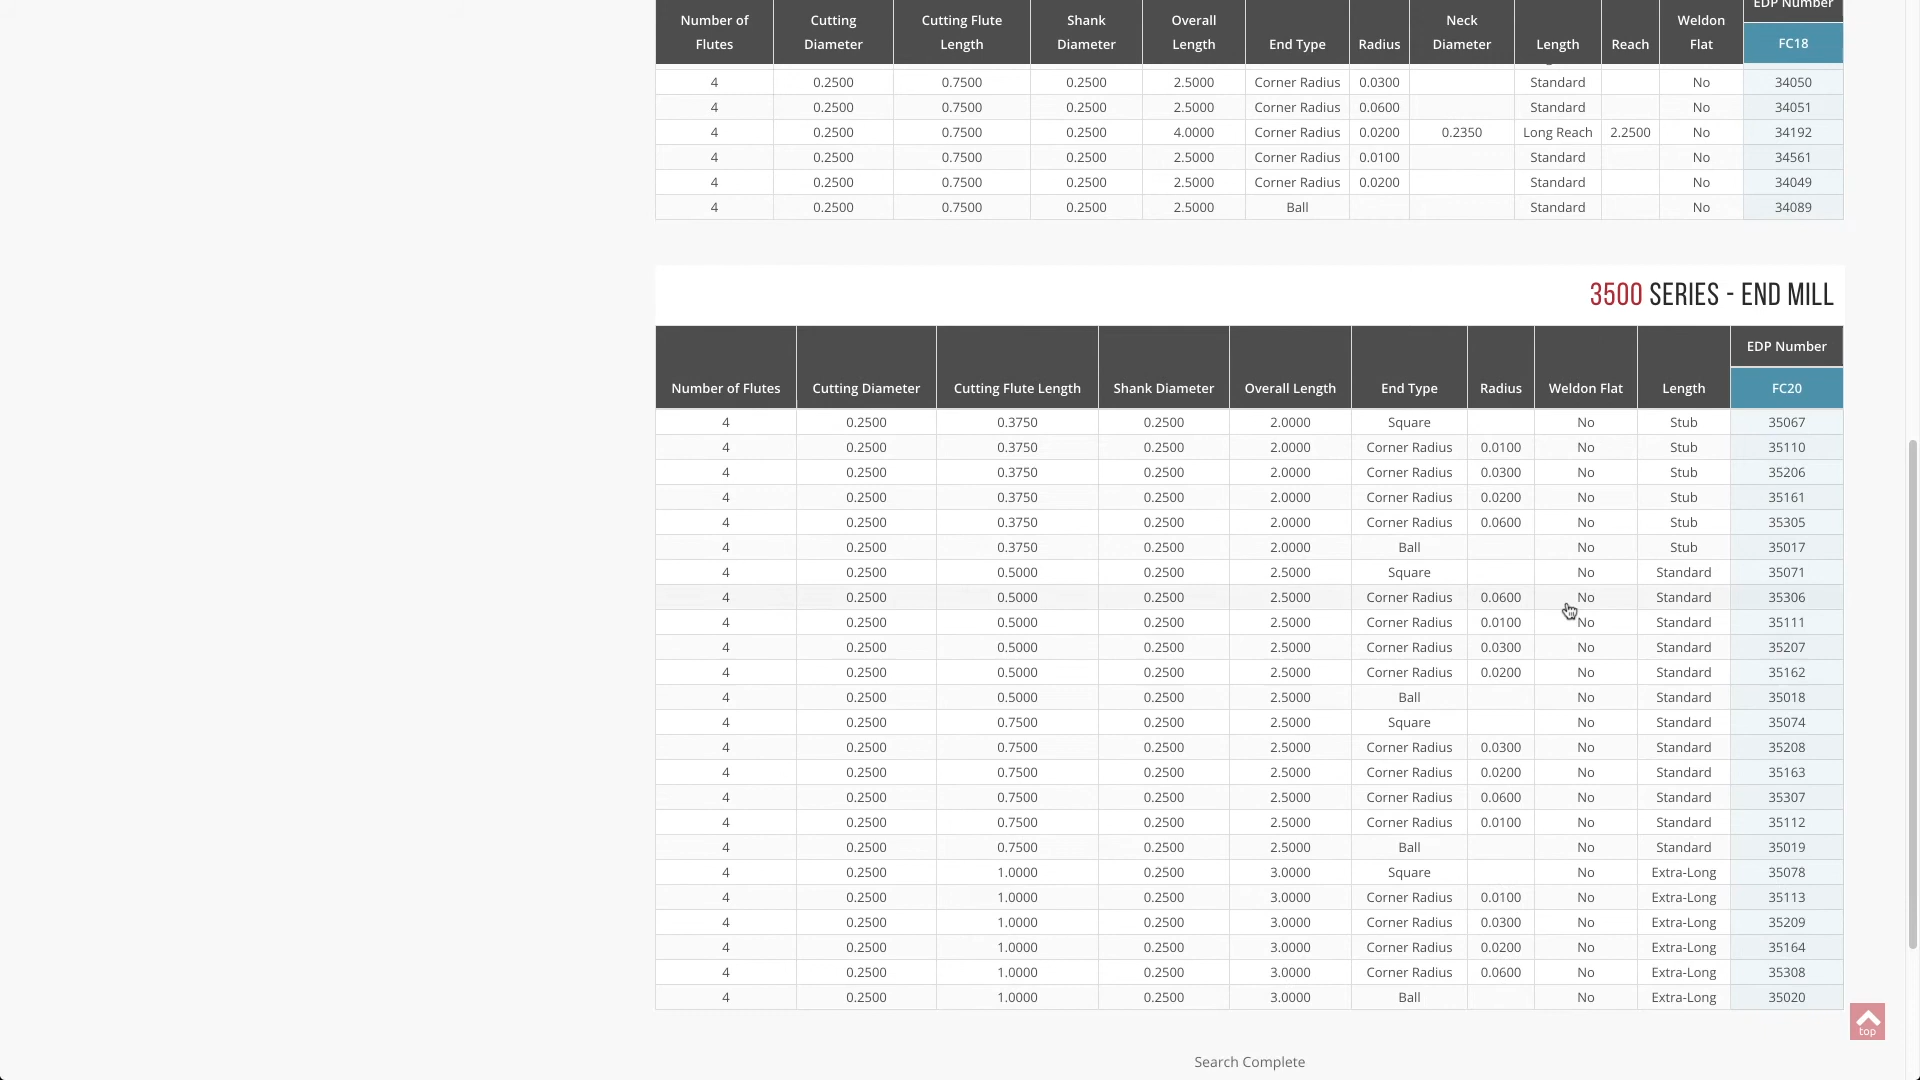 Number of Flutes Cutting Diameter Cutting Flute Length Shank Diameter Overall Length End Type Radius Neck Diameter Length Reach Weldon Flat EDP Number FC18
4 0.2500 0.7500 0.2500 2.5000 Corner Radius 0.0300 Standard No 34050
4 0.2500 0.7500 0.2500 2.5000 Corner Radius 0.0600 Standard No 34051
4 0.2500 0.7500 0.2500 4.0000 Corner Radius 0.0200 0.2350 Long Reach 2.2500 No 34192
4 0.2500 0.7500 0.2500 2.5000 Corner Radius 0.0100 Standard No 34561
4 0.2500 0.7500 0.2500 2.5000 Corner Radius 0.0200 Standard No 34049
4 0.2500 0.7500 0.2500 2.5000 Ball Standard No 34089
3500 SERIES - END MILL
Number of Flutes Cutting Diameter Cutting Flute Length Shank Diameter Overall Length End Type Radius Weldon Flat Length EDP Number FC20
4 0.2500 0.3750 0.2500 2.0000 Square No Stub 35067
4 0.2500 0.3750 0.2500 2.0000 Corner Radius 0.0100 No Stub 35110
4 0.2500 0.3750 0.2500 2.0000 Corner Radius 0.0300 No Stub 35206
4 0.2500 0.3750 0.2500 2.0000 Corner Radius 0.0200 No Stub 35161
4 0.2500 0.3750 0.2500 2.0000 Corner Radius 0.0600 No Stub 35305
4 0.2500 0.3750 0.2500 2.0000 Ball No Stub 35017
4 0.2500 0.5000 0.2500 2.5000 Square No Standard 35071
4 0.2500 0.5000 0.2500 2.5000 Corner Radius 0.0600 No Standard 35306
4 0.2500 0.5000 0.2500 2.5000 Corner Radius 0.0100 No Standard 35111
4 0.2500 0.5000 0.2500 2.5000 Corner Radius 0.0300 No Standard 35207
4 0.2500 0.5000 0.2500 2.5000 Corner Radius 0.0200 No Standard 35162
4 0.2500 0.5000 0.2500 2.5000 Ball No Standard 35018
4 0.2500 0.7500 0.2500 2.5000 Square No Standard 35074
4 0.2500 0.7500 0.2500 2.5000 Corner Radius 0.0300 No Standard 35208
4 0.2500 0.7500 0.2500 2.5000 Corner Radius 0.0200 No Standard 35163
4 0.2500 0.7500 0.2500 2.5000 Corner Radius 0.0600 No Standard 35307
4 0.2500 0.7500 0.2500 2.5000 Corner Radius 0.0100 No Standard 35112
4 0.2500 0.7500 0.2500 2.5000 Ball No Standard 35019
4 0.2500 1.0000 0.2500 3.0000 Square No Extra-Long 35078
4 0.2500 1.0000 0.2500 3.0000 Corner Radius 0.0100 No Extra-Long 35113
4 0.2500 1.0000 0.2500 3.0000 Corner Radius 0.0300 No Extra-Long 35209
4 0.2500 1.0000 0.2500 3.0000 Corner Radius 0.0200 No Extra-Long 35164
4 0.2500 1.0000 0.2500 3.0000 Corner Radius 0.0600 No Extra-Long 35308
4 0.2500 1.0000 0.2500 3.0000 Ball No Extra-Long 35020
top
Search Complete